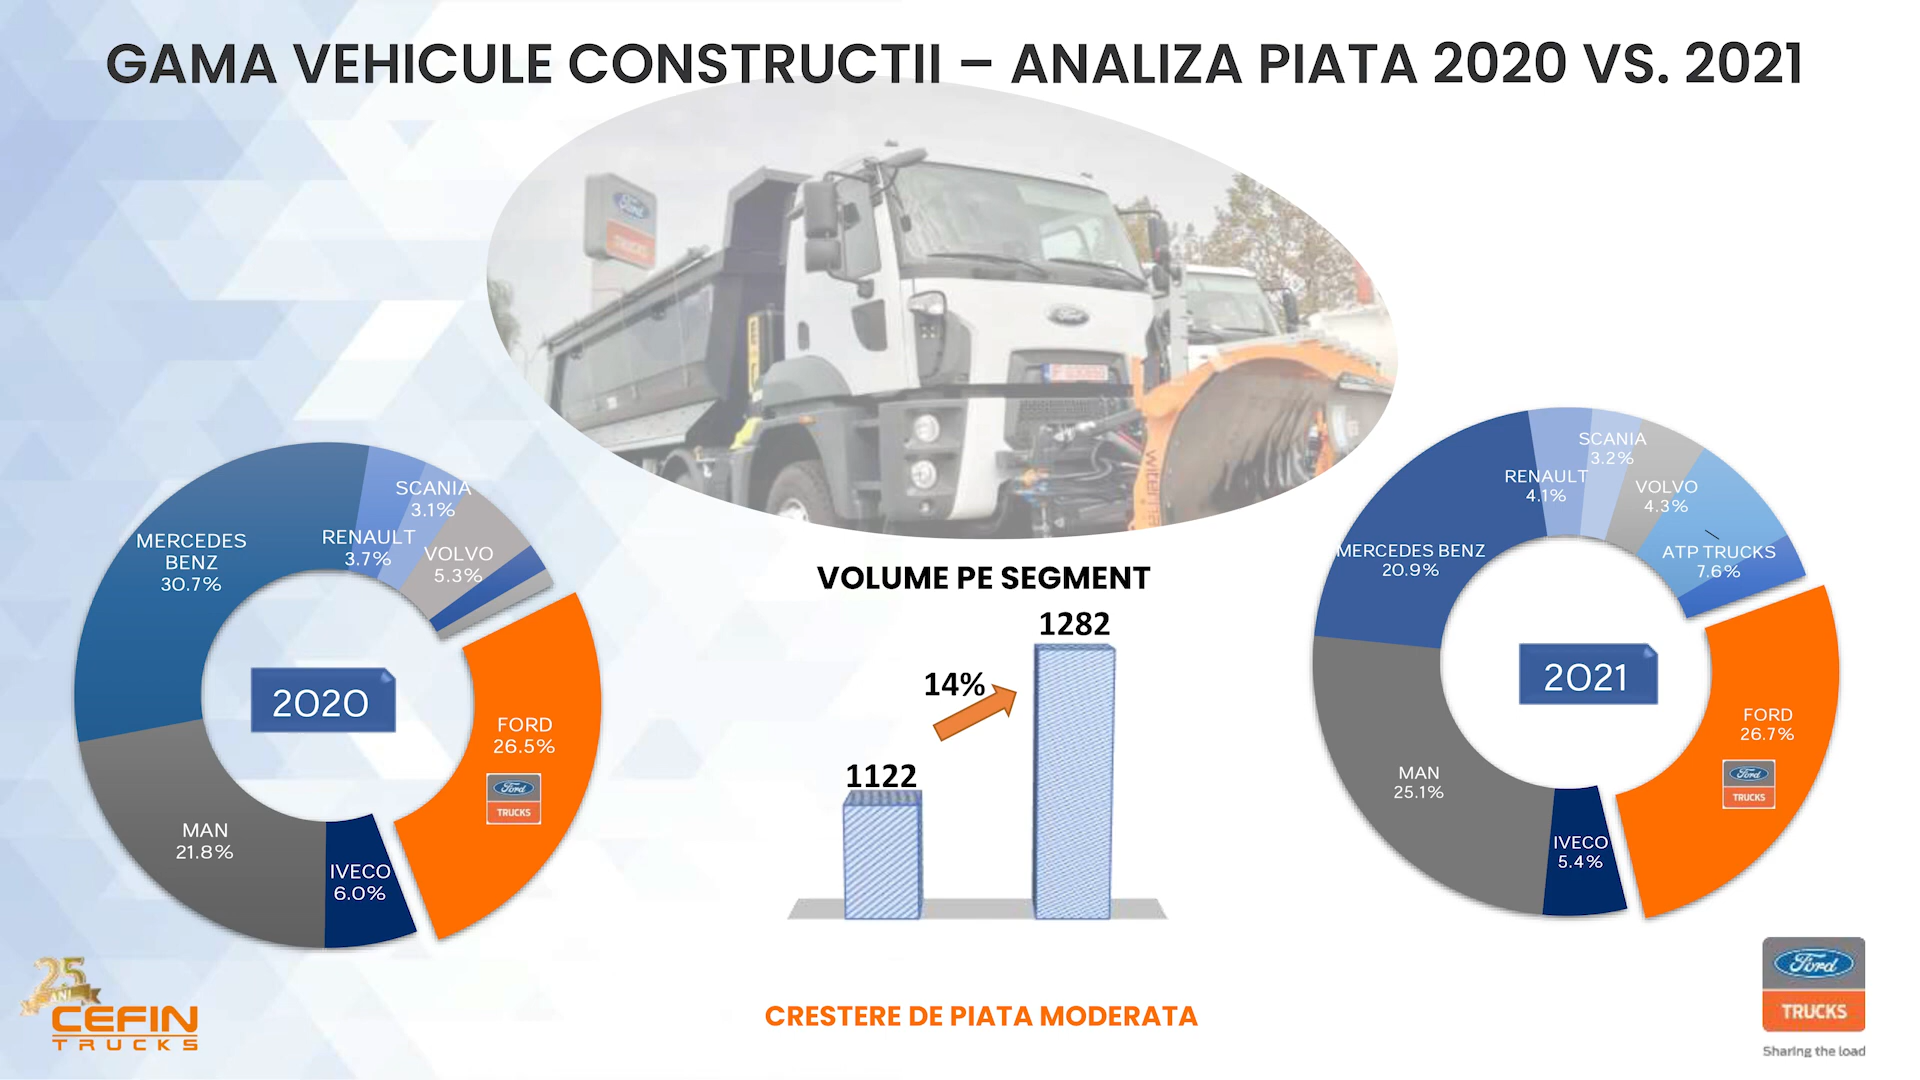 GAMA VEHICULE CONSTRUCTII – ANALIZA PIATA 2020 VS. 2021
Ford
TRUCKS
SCANIA
3.1%
MERCEDES
BENZ
30.7%
RENAULT
3.7%
VOLVO
5.3%
2020
FORD
26.5%
Ford
TRUCKS
MAN
21.8%
IVECO
6.0%
VOLUME PE SEGMENT
1282
14%
1122
SCANIA
3.2%
RENAULT
4.1%
VOLVO
4.3%
MERCEDES BENZ
20.9%
ATP TRUCKS
7.6%
2021
FORD
26.7%
Ford
TRUCKS
MAN
25.1%
IVECO
5.4%
25
ANI
CEFIN
TRUCKS
CRESTERE DE PIATA MODERATA
Ford
TRUCKS
Sharing the load